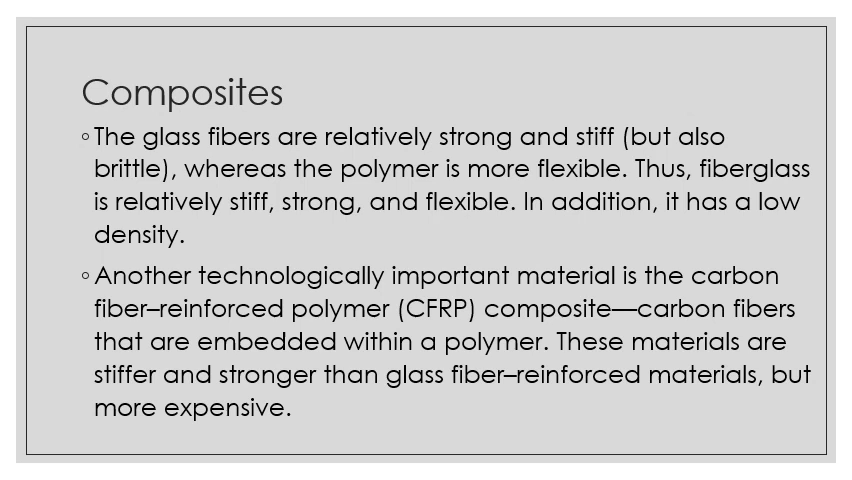 Composites
◦The glass fibers are relatively strong and stiff (but also
brittle), whereas the polymer is more flexible. Thus, fiberglass
is relatively stiff, strong, and flexible. In addition, it has a low
density.
◦Another technologically important material is the carbon
fiber–reinforced polymer (CFRP) composite—carbon fibers
that are embedded within a polymer. These materials are
stiffer and stronger than glass fiber–reinforced materials, but
more expensive.